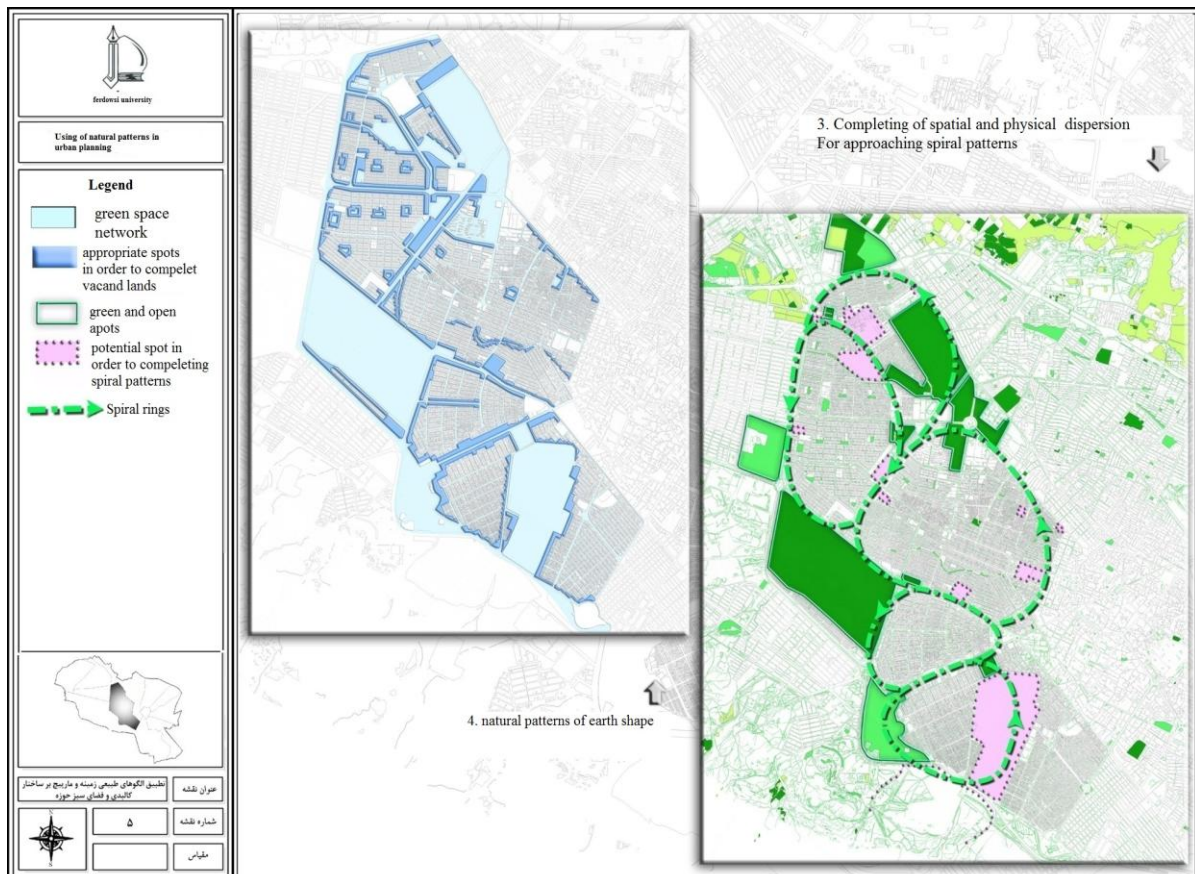 ferdowsi university
Using of natural patterns in
urban planning
Legend
green space
network
appropriate spots
in order to compelet
vacand lands
green and open
apots
potential spot in
order to compeleting
spiral patterns
Spiral rings
تطبیق الگوهای طبیعی زمینه و مارپیچ بر ساختار
کالبدی و فضای سبز حوزه
عنوان نقشه
N
S
۵
شماره نقشه
مقیاس
3. Completing of spatial and physical dispersion
For approaching spiral patterns
4. natural patterns of earth shape